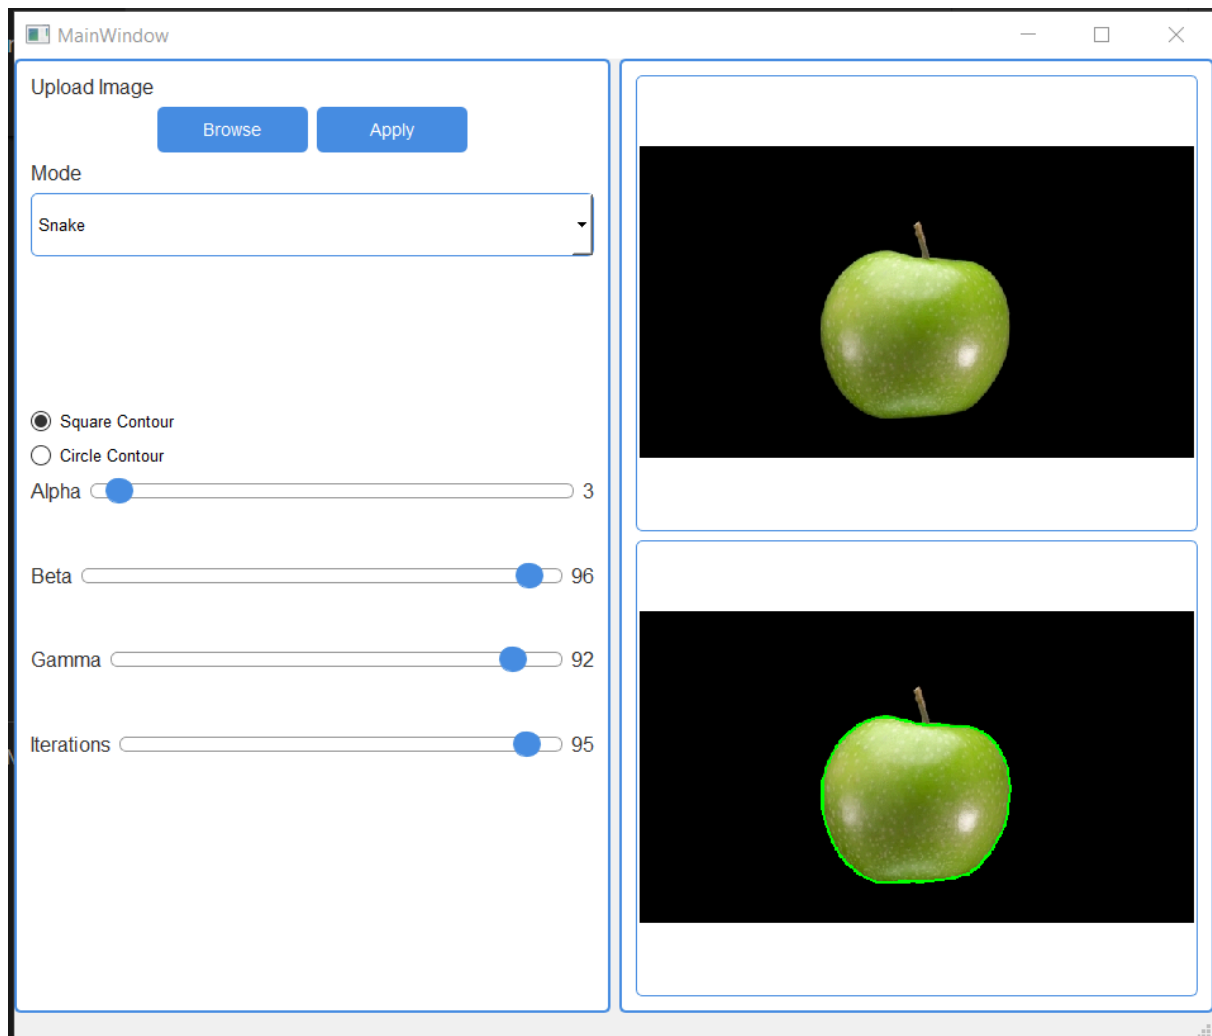 MainWindow
Upload Image
Browse Apply
Mode
Snake
Square Contour
Circle Contour
Alpha 3
Beta 96
Gamma 92
Iterations 95